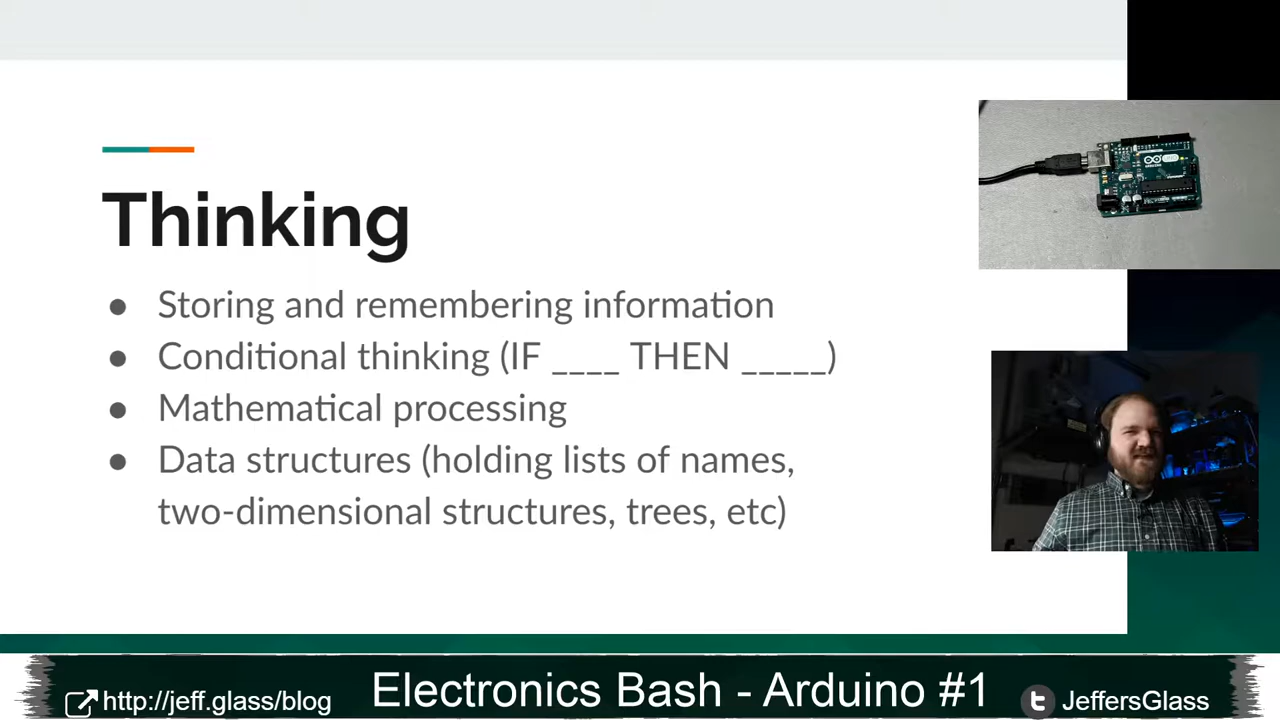 Thinking
● Storing and remembering information
● Conditional thinking (IF ____ THEN _____)
● Mathematical processing
● Data structures (holding lists of names,
two-dimensional structures, trees, etc)
http://jeff.glass/blog
Electronics Bash - Arduino #1
JeffersGlass